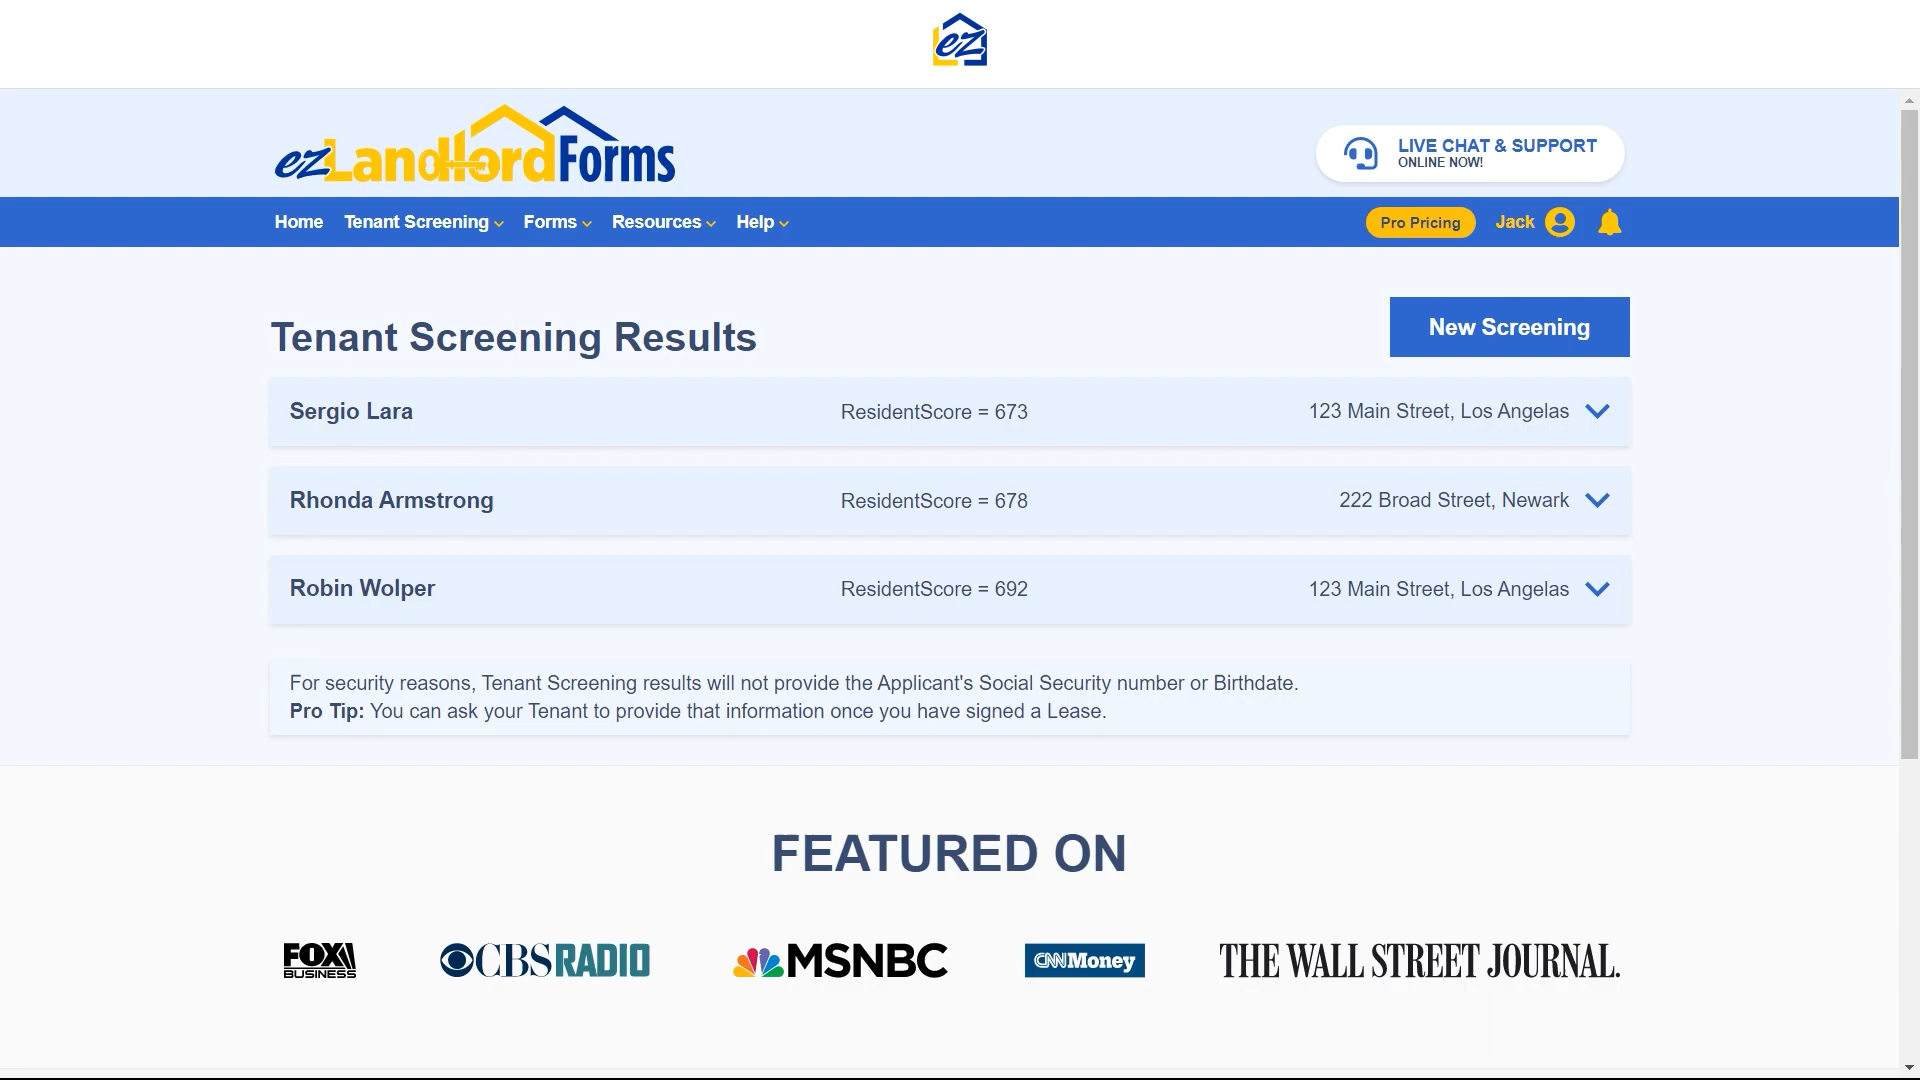 ez
ezLandlordForms
LIVE CHAT & SUPPORT
ONLINE NOW!
Home Tenant Screening Forms Resources Help Pro Pricing Jack
Tenant Screening Results
New Screening
Sergio Lara ResidentScore = 673 123 Main Street, Los Angelas
Rhonda Armstrong ResidentScore = 678 222 Broad Street, Newark
Robin Wolper ResidentScore = 692 123 Main Street, Los Angelas
For security reasons, Tenant Screening results will not provide the Applicant's Social Security number or Birthdate.
Pro Tip: You can ask your Tenant to provide that information once you have signed a Lease.
FEATURED ON
FOX BUSINESS CBS RADIO MSNBC CNNMoney THE WALL STREET JOURNAL.